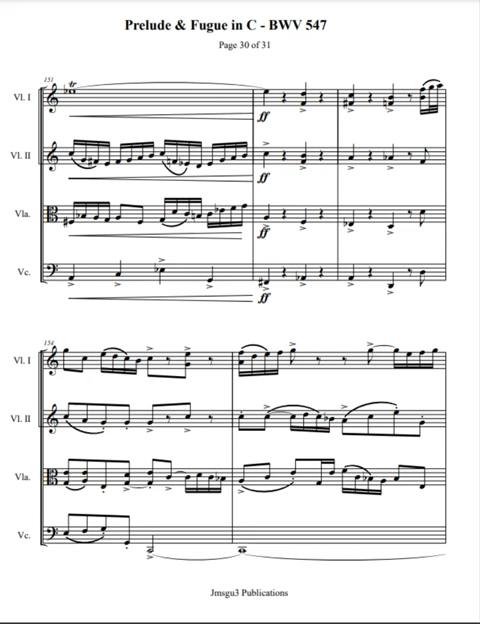 Prelude & Fugue in C - BWV 547
Page 30 of 31
151
tr
Vl. I
ff
Vl. II
ff
Vla.
ff
Vc.
ff
154
Vl. I
Vl. II
Vla.
Vc.
Jmsgu3 Publications